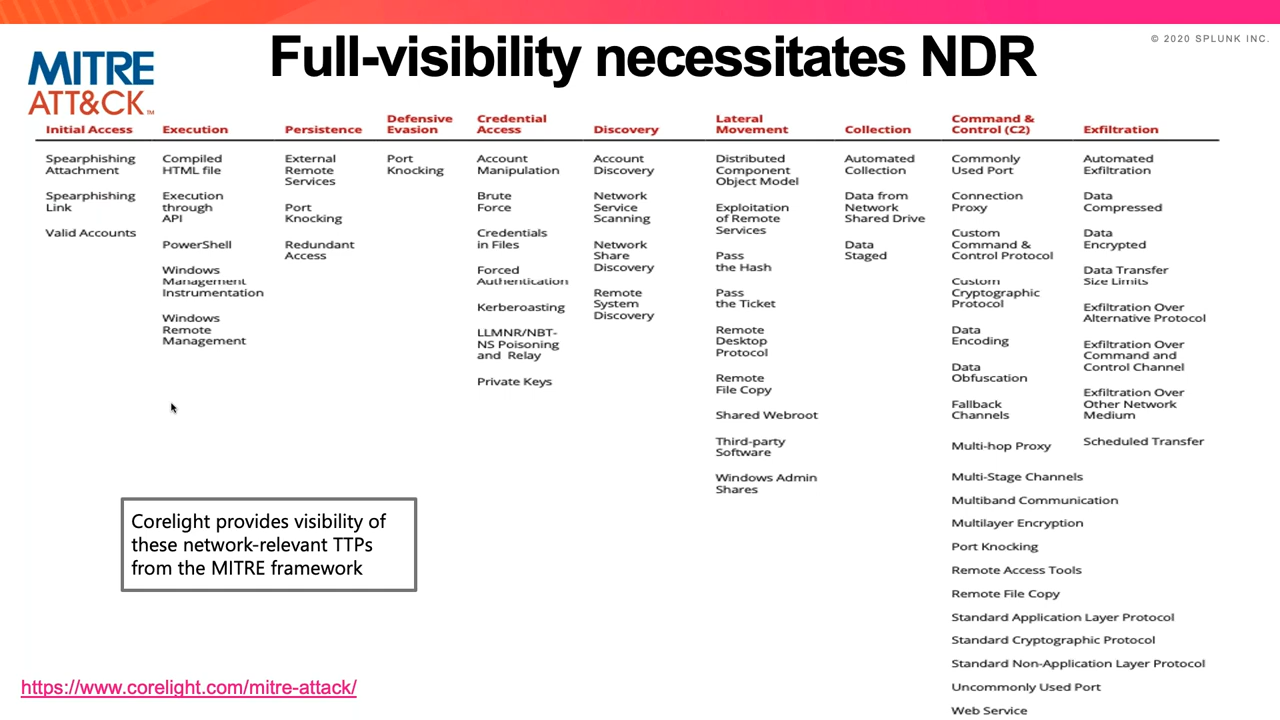 © 2020 SPLUNK INC.
Full-visibility necessitates NDR
MITRE
ATT&CK™
Initial Access
Spearphishing
Attachment
Spearphishing
Link
Valid Accounts
Execution
Compiled
HTML file
Execution
through
API
PowerShell
Windows
Management
Instrumentation
Windows
Remote
Management
Persistence
External
Remote
Services
Port
Knocking
Redundant
Access
Defensive
Evasion
Port
Knocking
Credential
Access
Account
Manipulation
Brute
Force
Credentials
in Files
Forced
Authentication
Kerberoasting
LLMNR/NBT-
NS Poisoning
and Relay
Private Keys
Discovery
Account
Discovery
Network
Service
Scanning
Network
Share
Discovery
Remote
System
Discovery
Lateral
Movement
Distributed
Component
Object Model
Exploitation
of Remote
Services
Pass
the Hash
Pass
the Ticket
Remote
Desktop
Protocol
Remote
File Copy
Shared Webroot
Third-party
Software
Windows Admin
Shares
Collection
Automated
Collection
Data from
Network
Shared Drive
Data
Staged
Command &
Control (C2)
Commonly
Used Port
Connection
Proxy
Custom
Command &
Control Protocol
Custom
Cryptographic
Protocol
Data
Encoding
Data
Obfuscation
Fallback
Channels
Multi-hop Proxy
Multi-Stage Channels
Multiband Communication
Multilayer Encryption
Port Knocking
Remote Access Tools
Remote File Copy
Standard Application Layer Protocol
Standard Cryptographic Protocol
Standard Non-Application Layer Protocol
Uncommonly Used Port
Web Service
Exfiltration
Automated
Exfiltration
Data
Compressed
Data
Encrypted
Data Transfer
Size Limits
Exfiltration Over
Alternative Protocol
Exfiltration Over
Command and
Control Channel
Exfiltration Over
Other Network
Medium
Scheduled Transfer
Corelight provides visibility of
these network-relevant TTPs
from the MITRE framework
https://www.corelight.com/mitre-attack/